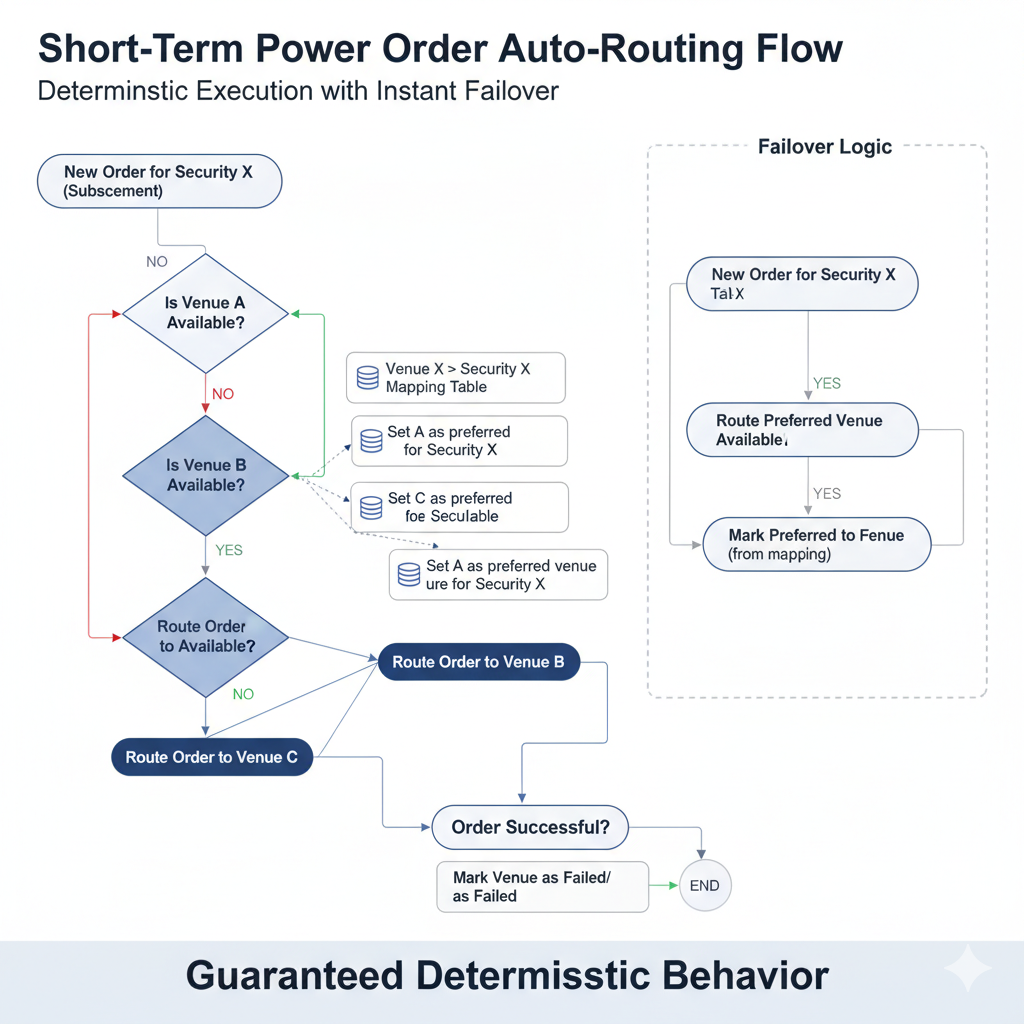 Short-Term Power Order Auto-Routing Flow
Determinstic Execution with Instant Failover
New Order for Security X
(Subscement)
NO
Is Venue A
Available?
NO
Is Venue B
Available?
YES
Route Order
to Available?
NO
Route Order to Venue C
Venue X > Security X
Mapping Table
Set A as preferred
for Security X
Set C as preferred
foe Seculable
Set A as preferred venue
ure for Security X
Route Order to Venue B
Order Successful?
Mark Venue as Failed/
as Failed
END
Failover Logic
New Order for Security X
YES
Route Preferred Venue
Available
YES
Mark Preferred to Fenue
(from mapping)
Guaranteed Determisstic Behavior